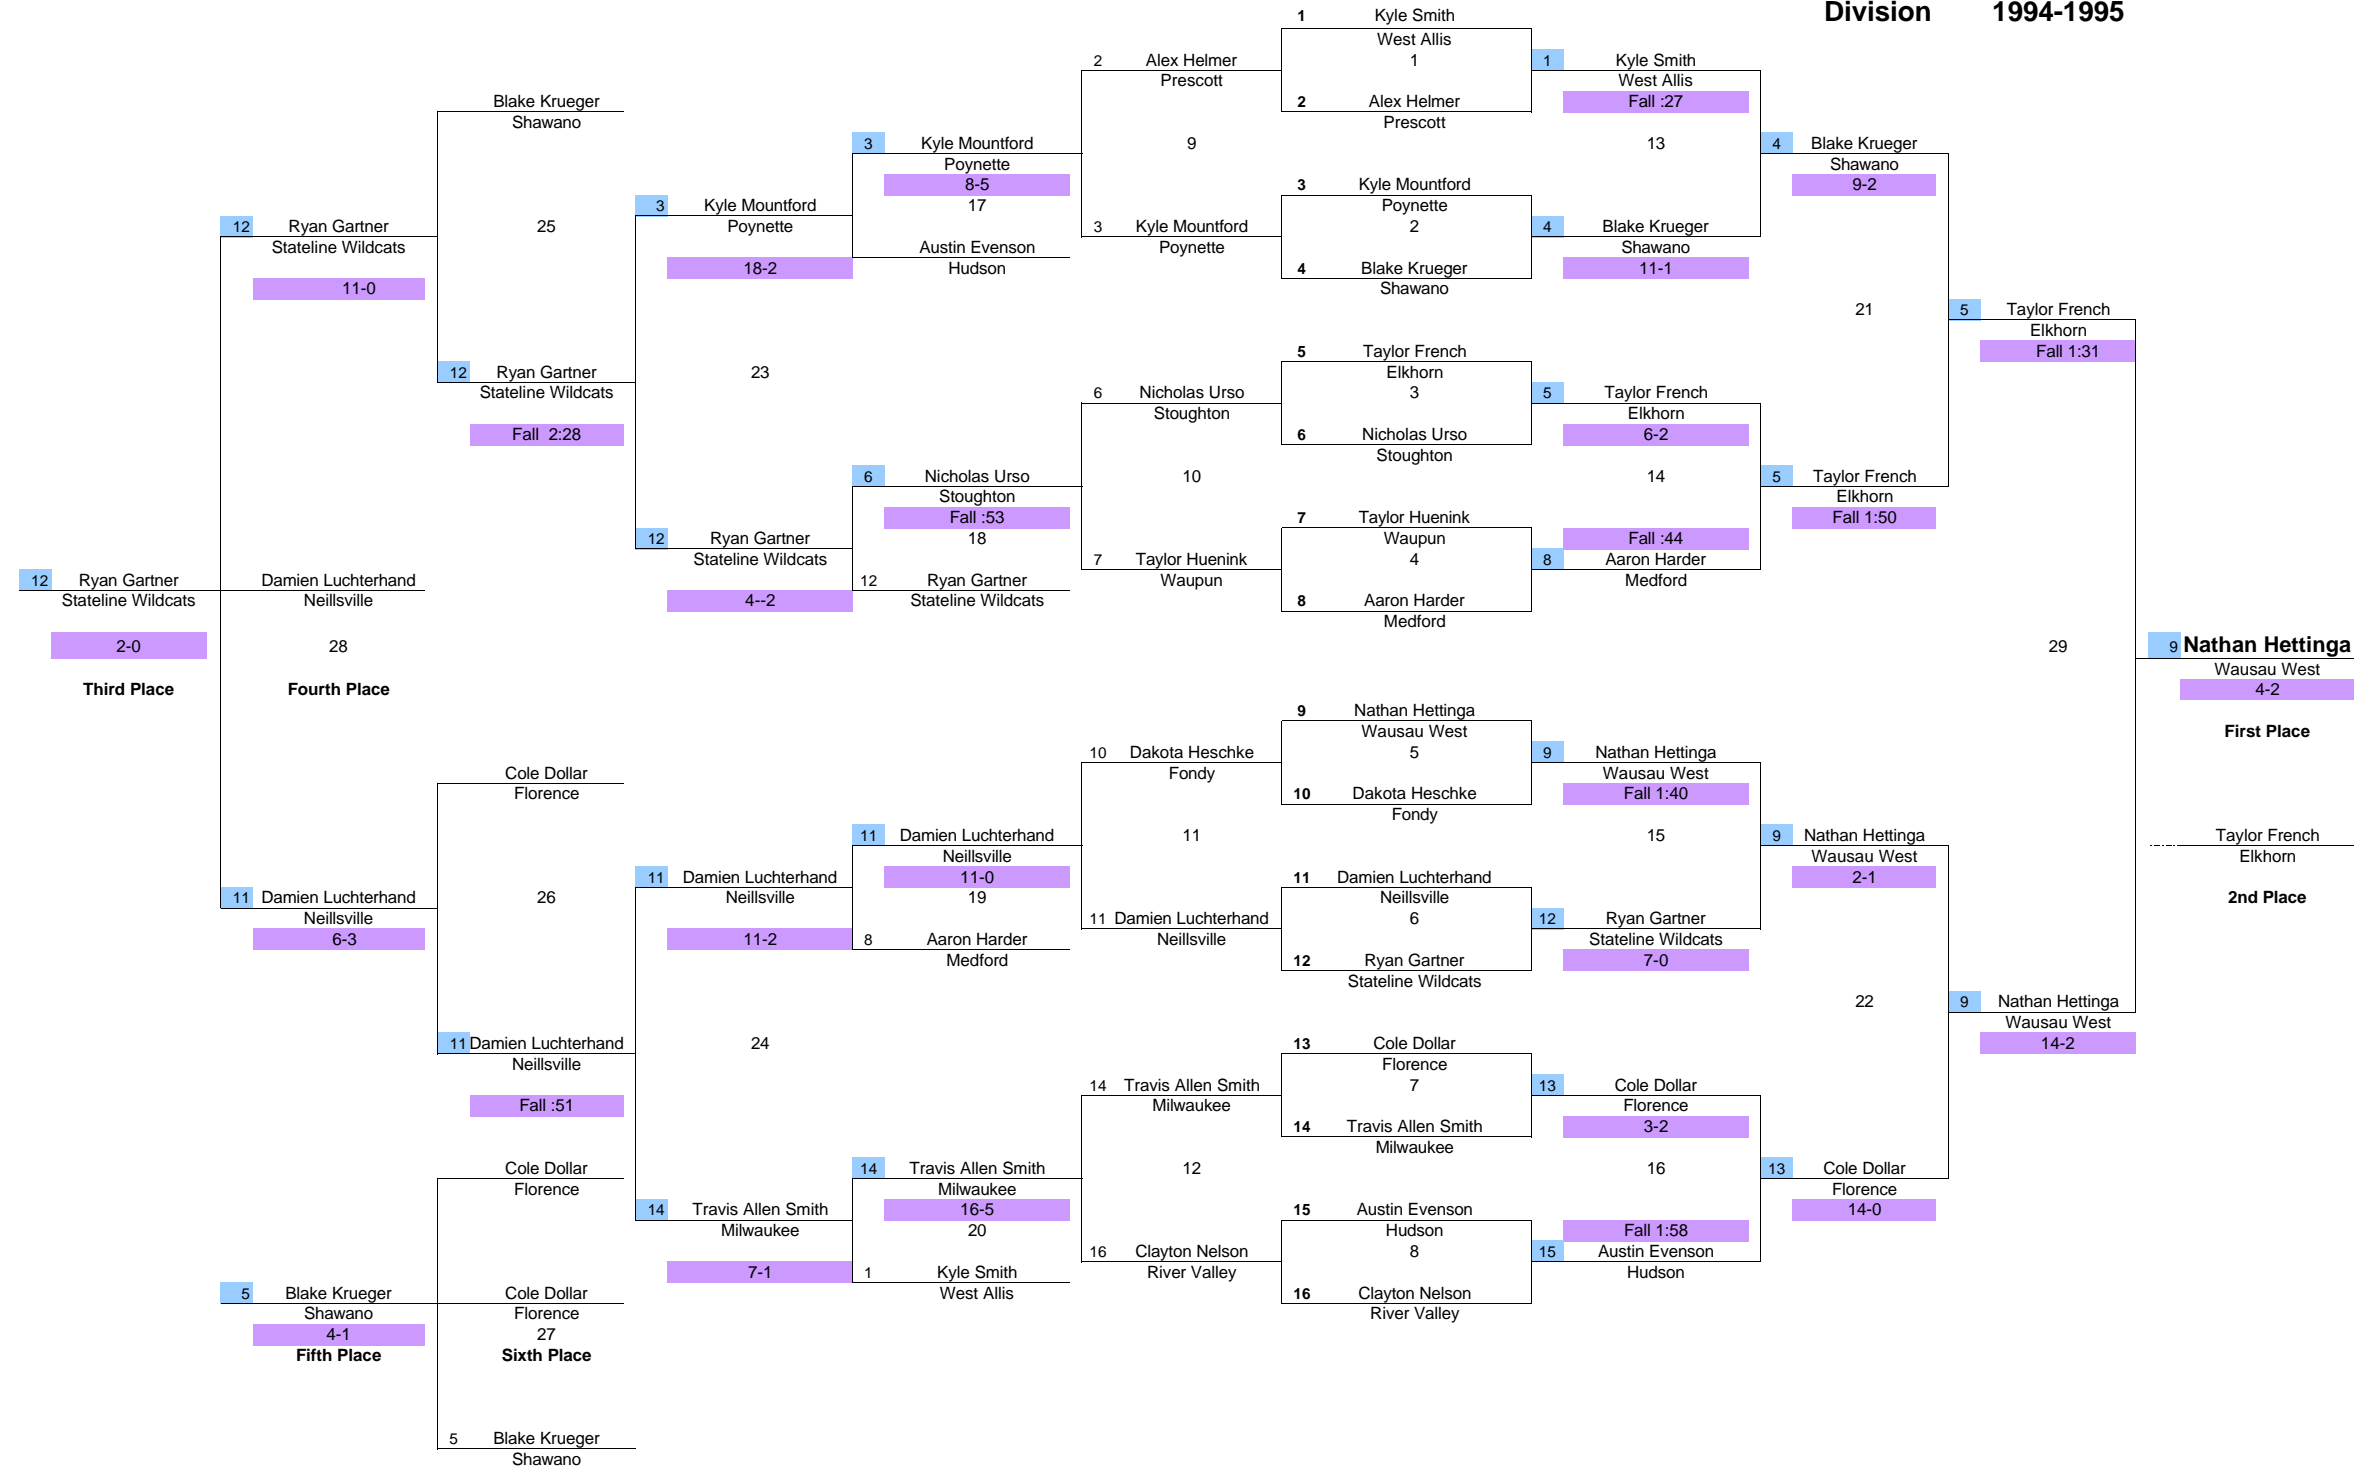 Division 1994-1995
1 Kyle Smith
West Allis
2 Alex Helmer 1 1 Kyle Smith
Prescott West Allis
Blake Krueger 2 Alex Helmer Fall :27
Shawano Prescott
3 Kyle Mountford 9 13 4 Blake Krueger
Poynette Shawano
8-5 3 Kyle Mountford 9-2
3 Kyle Mountford 17 Poynette
12 Ryan Gartner 25 Poynette 3 Kyle Mountford 2 4 Blake Krueger
Stateline Wildcats Austin Evenson Poynette Shawano
18-2 Hudson 4 Blake Krueger 11-1
11-0 Shawano
21 5 Taylor French
Elkhorn
5 Taylor French Fall 1:31
12 Ryan Gartner 23 Elkhorn
Stateline Wildcats 6 Nicholas Urso 3 5 Taylor French
Stoughton Elkhorn
Fall 2:28 6 Nicholas Urso 6-2
Stoughton
6 Nicholas Urso 10 14 5 Taylor French
Stoughton Elkhorn
Fall :53 7 Taylor Huenink Fall 1:50
12 Ryan Gartner 18 Waupun Fall :44
Stateline Wildcats 7 Taylor Huenink 4 8 Aaron Harder
12 Ryan Gartner Damien Luchterhand 12 Ryan Gartner Waupun Medford
Stateline Wildcats Neillsville 4--2 Stateline Wildcats 8 Aaron Harder
Medford
2-0 28 29 9 Nathan Hettinga
Wausau West
Third Place Fourth Place 4-2
9 Nathan Hettinga
Wausau West First Place
10 Dakota Heschke 5 9 Nathan Hettinga
Cole Dollar Fondy Wausau West
Florence 10 Dakota Heschke Fall 1:40
Fondy
11 Damien Luchterhand 11 15 9 Nathan Hettinga Taylor French
Neillsville Wausau West Elkhorn
11 Damien Luchterhand 11-0 11 Damien Luchterhand 2-1
11 Damien Luchterhand 26 Neillsville 19 Neillsville 2nd Place
Neillsville 11 Damien Luchterhand 6 12 Ryan Gartner
6-3 11-2 8 Aaron Harder Neillsville Stateline Wildcats
Medford 12 Ryan Gartner 7-0
Stateline Wildcats
22 9 Nathan Hettinga
Wausau West
11 Damien Luchterhand 24 13 Cole Dollar 14-2
Neillsville Florence
14 Travis Allen Smith 7 13 Cole Dollar
Fall :51 Milwaukee Florence
14 Travis Allen Smith 3-2
Milwaukee
Cole Dollar 14 Travis Allen Smith 12 16 13 Cole Dollar
Florence Milwaukee Florence
14 Travis Allen Smith 16-5 15 Austin Evenson 14-0
Milwaukee 20 Hudson Fall 1:58
16 Clayton Nelson 8 15 Austin Evenson
7-1 1 Kyle Smith River Valley Hudson
5 Blake Krueger Cole Dollar West Allis 16 Clayton Nelson
Shawano Florence River Valley
4-1 27
Fifth Place Sixth Place
5 Blake Krueger
Shawano